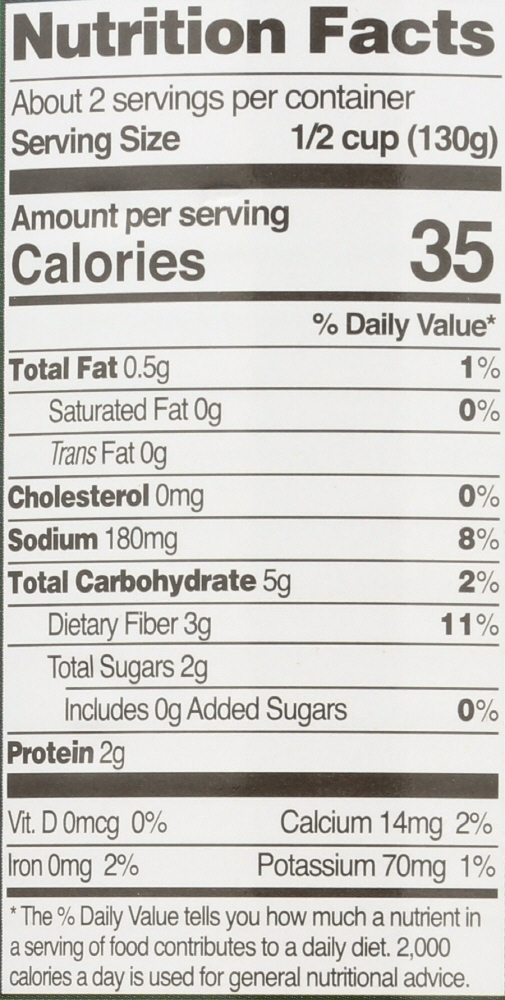 Nutrition Facts
About 2 servings per container
Serving Size 1/2 cup (130g)
Amount per serving
Calories 35
% Daily Value*
Total Fat 0.5g 1%
Saturated Fat 0g 0%
Trans Fat 0g
Cholesterol 0mg 0%
Sodium 180mg 8%
Total Carbohydrate 5g 2%
Dietary Fiber 3g 11%
Total Sugars 2g
Includes 0g Added Sugars 0%
Protein 2g
Vit. D 0mcg 0% Calcium 14mg 2%
Iron 0mg 2% Potassium 70mg 1%
* The % Daily Value tells you how much a nutrient in
a serving of food contributes to a daily diet. 2,000
calories a day is used for general nutritional advice.